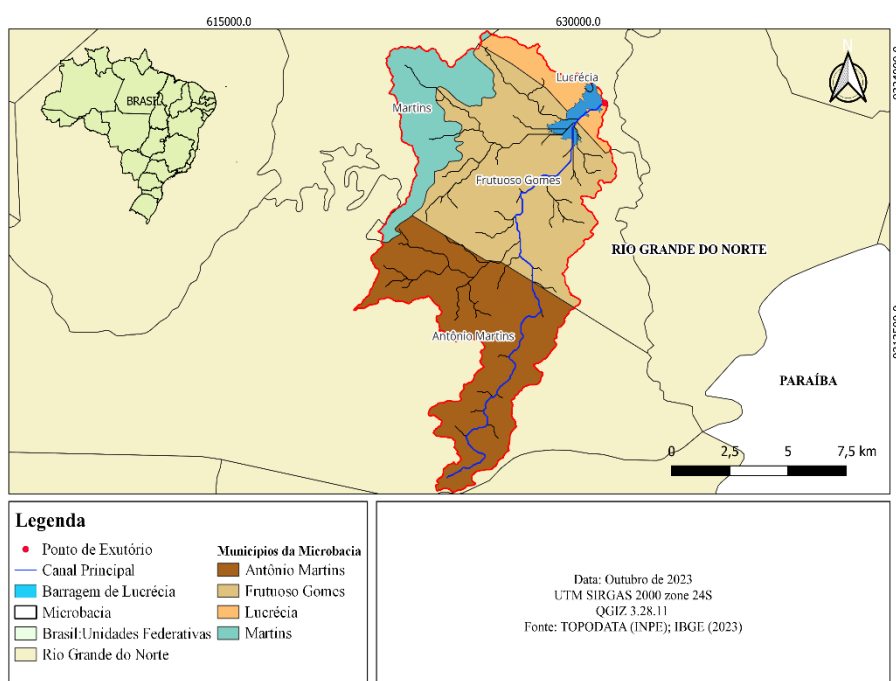 615000.0 630000.0
BRASIL
N
Lucrécia
Martins
Frutuoso Gomes
RIO GRANDE DO NORTE
Antônio Martins
PARAÍBA
0 2,5 5 7,5 km
Legenda
Ponto de Exutório
Canal Principal
Barragem de Lucrécia
Microbacia
Brasil:Unidades Federativas
Rio Grande do Norte
Municípios da Microbacia
Antônio Martins
Frutuoso Gomes
Lucrécia
Martins
Data: Outubro de 2023
UTM SIRGAS 2000 zone 24S
QGIZ 3.28.11
Fonte: TOPODATA (INPE); IBGE (2023)